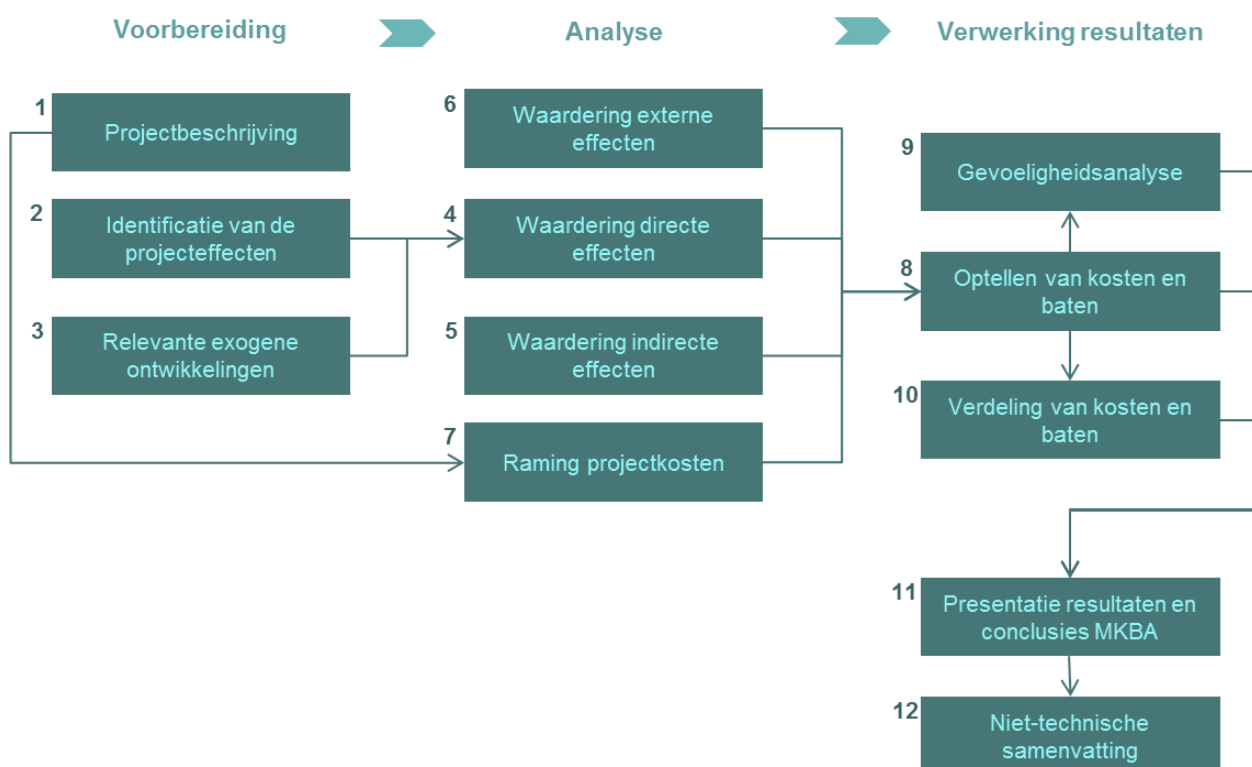 Voorbereiding
Analyse
Verwerking resultaten
1
Projectbeschrijving
2
Identificatie van de
projecteffecten
3
Relevante exogene
ontwikkelingen
6
Waardering externe
effecten
4
Waardering directe
effecten
5
Waardering indirecte
effecten
7
Raming projectkosten
9
Gevoeligheidsanalyse
8
Optellen van kosten en
baten
10
Verdeling van kosten en
baten
11
Presentatie resultaten en
conclusies MKBA
12
Niet-technische
samenvatting